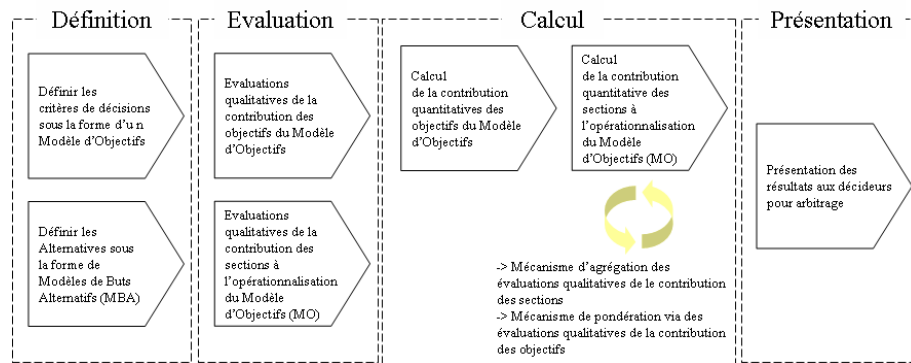 Définition
Evaluation
Calcul
Présentation
Définir les
critères de décisions
sous la forme d'u n
Modèle d'Objectifs
Evaluations
qualitatives de la
contribution des
objectifs du Modèle
d'Objectifs
Calcul
de la contribution
quantitatives des
objectifs du Modèle
d'Objectifs
Calcul
de la contribution
quantitative des
sections à
l'opérationnalisation
du Modèle
d'Objectifs (MO)
Présentation des
résultats aux décideurs
pour arbitrage
Définir les
Alternatives sous
la forme de
Modèles de Buts
Alternatifs (MBA)
Evaluations
qualitatives de la
contribution des
sections à
l'opérationnalisation
du Modèle
d'Objectifs (MO)
-> Mécanisme d'agrégation des
évaluations qualitatives de le contribution
des sections
-> Mécanisme de pondération via des
évaluations qualitatives de la contribution
des objectifs